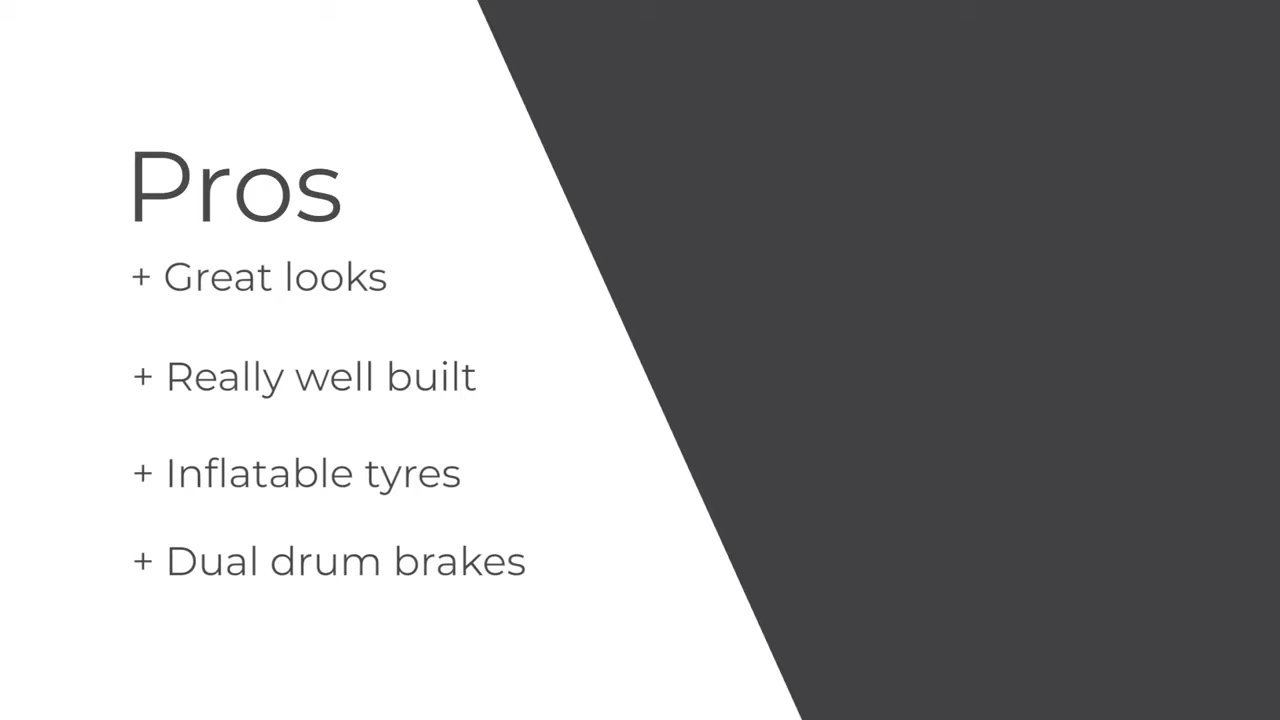 Pros
+ Great looks
+ Really well built
+ Inflatable tyres
+ Dual drum brakes